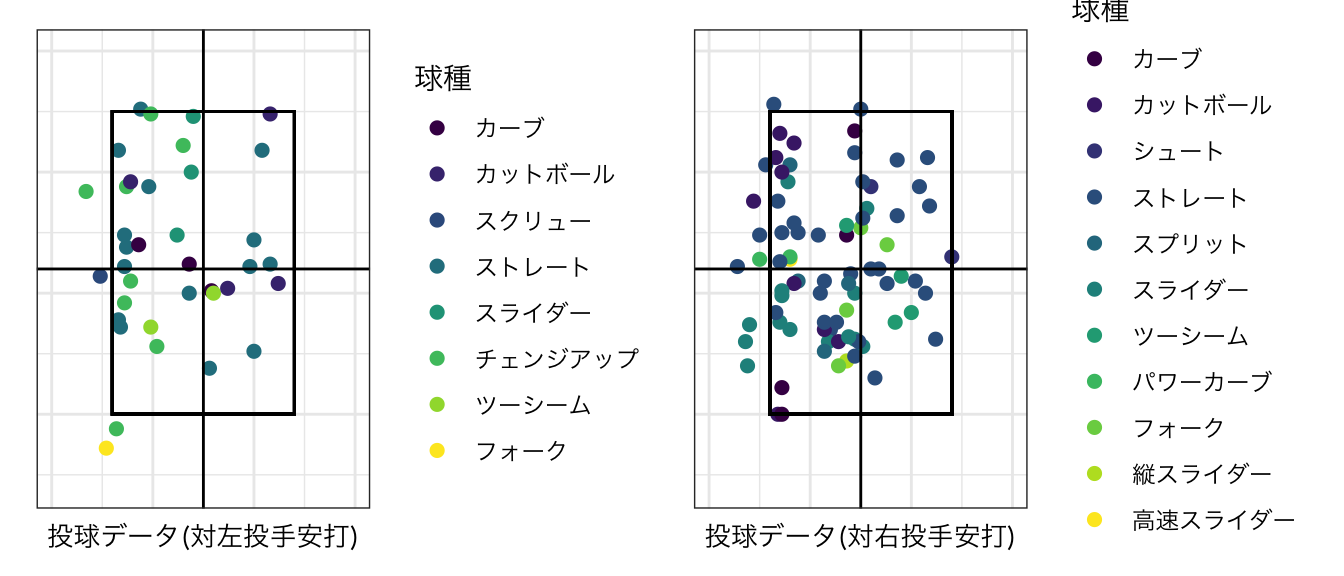 球種
カーブ
カットボール
スクリュー
ストレート
スライダー
チェンジアップ
ツーシーム
フォーク
投球データ(対左投手安打)
球種
カーブ
カットボール
シュート
ストレート
スプリット
スライダー
ツーシーム
パワーカーブ
フォーク
縦スライダー
高速スライダー
投球データ(対右投手安打)